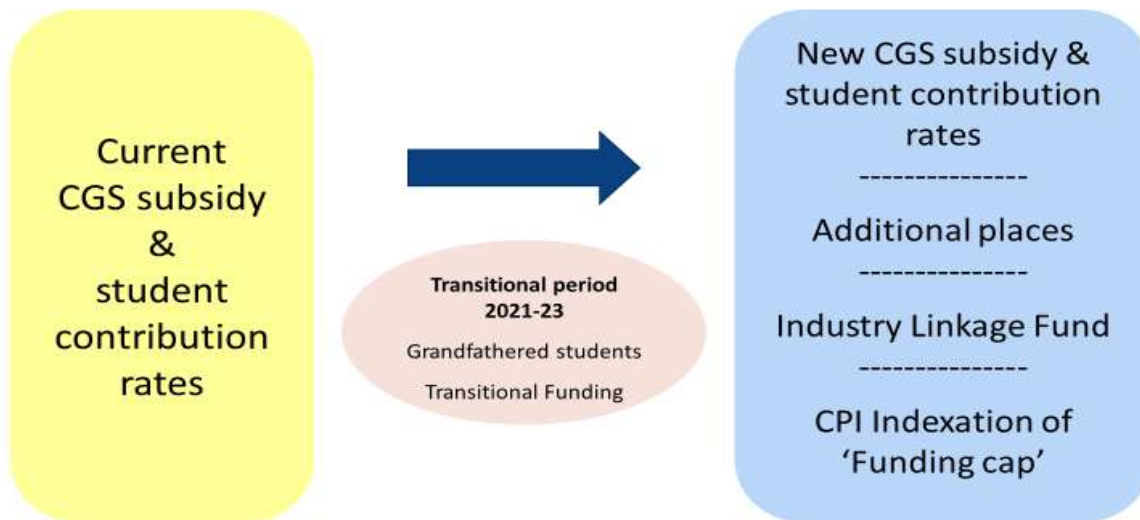 Current
CGS subsidy
&
student
contribution
rates
Transitional period
2021-23
Grandfathered students
Transitional Funding
New CGS subsidy &
student contribution
rates
---------------
Additional places
---------------
Industry Linkage Fund
---------------
CPI Indexation of
‘Funding cap’